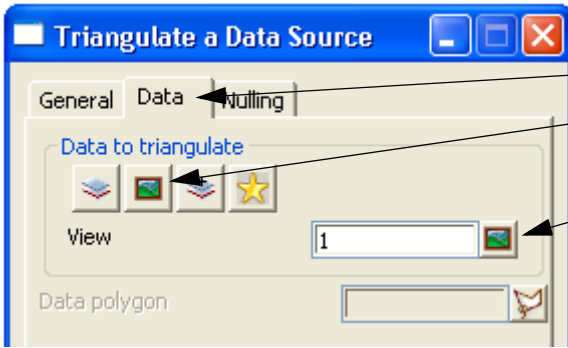 Triangulate a Data Source
General Data Nulling
Data to triangulate
View 1
Data polygon